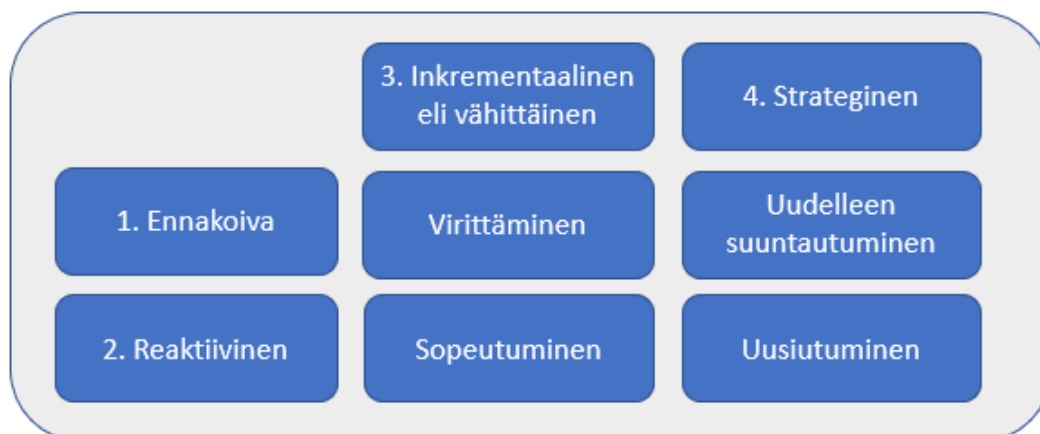 3. Inkrementaalinen
eli vähittäinen
4. Strateginen
1. Ennakoiva
Virittäminen
Uudelleen
suuntautuminen
2. Reaktiivinen
Sopeutuminen
Uusiutuminen